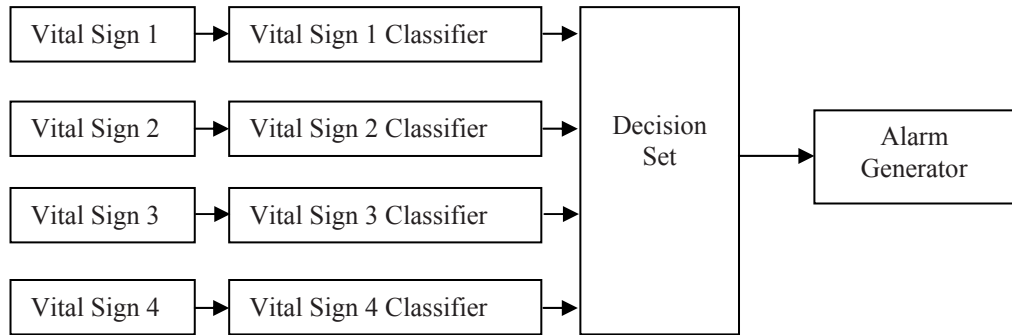 Vital Sign 1
Vital Sign 1 Classifier
Vital Sign 2
Vital Sign 2 Classifier
Vital Sign 3
Vital Sign 3 Classifier
Vital Sign 4
Vital Sign 4 Classifier
Decision
Set
Alarm
Generator